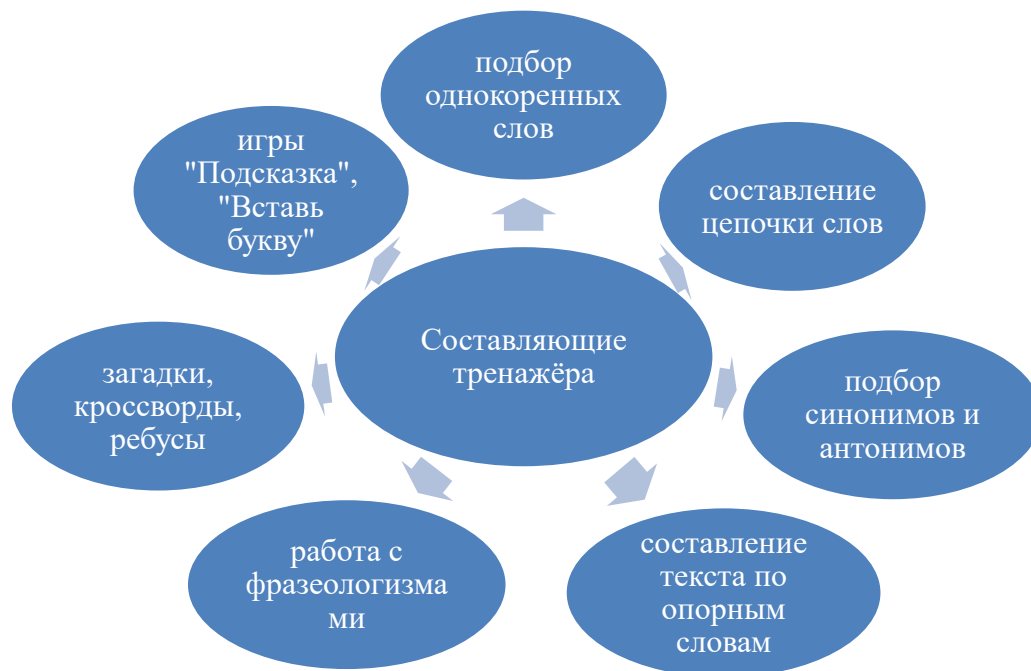 подбор
однокоренных
слов
игры
"Подсказка",
"Вставь
букву"
составление
цепочки слов
Составляющие
тренажёра
загадки,
кроссворды,
ребусы
подбор
синонимов и
антонимов
работа с
фразеологизма
ми
составление
текста по
опорным
словам